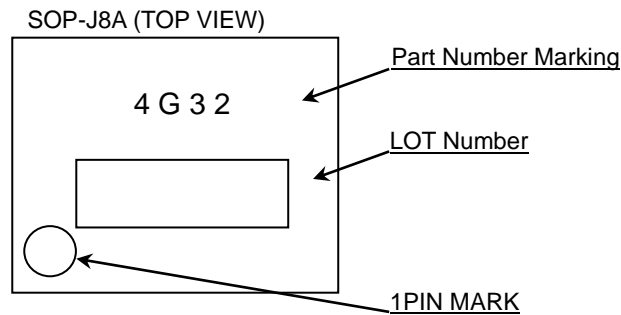 SOP-J8A (TOP VIEW)
Part Number Marking
4 G 3 2
LOT Number
1PIN MARK